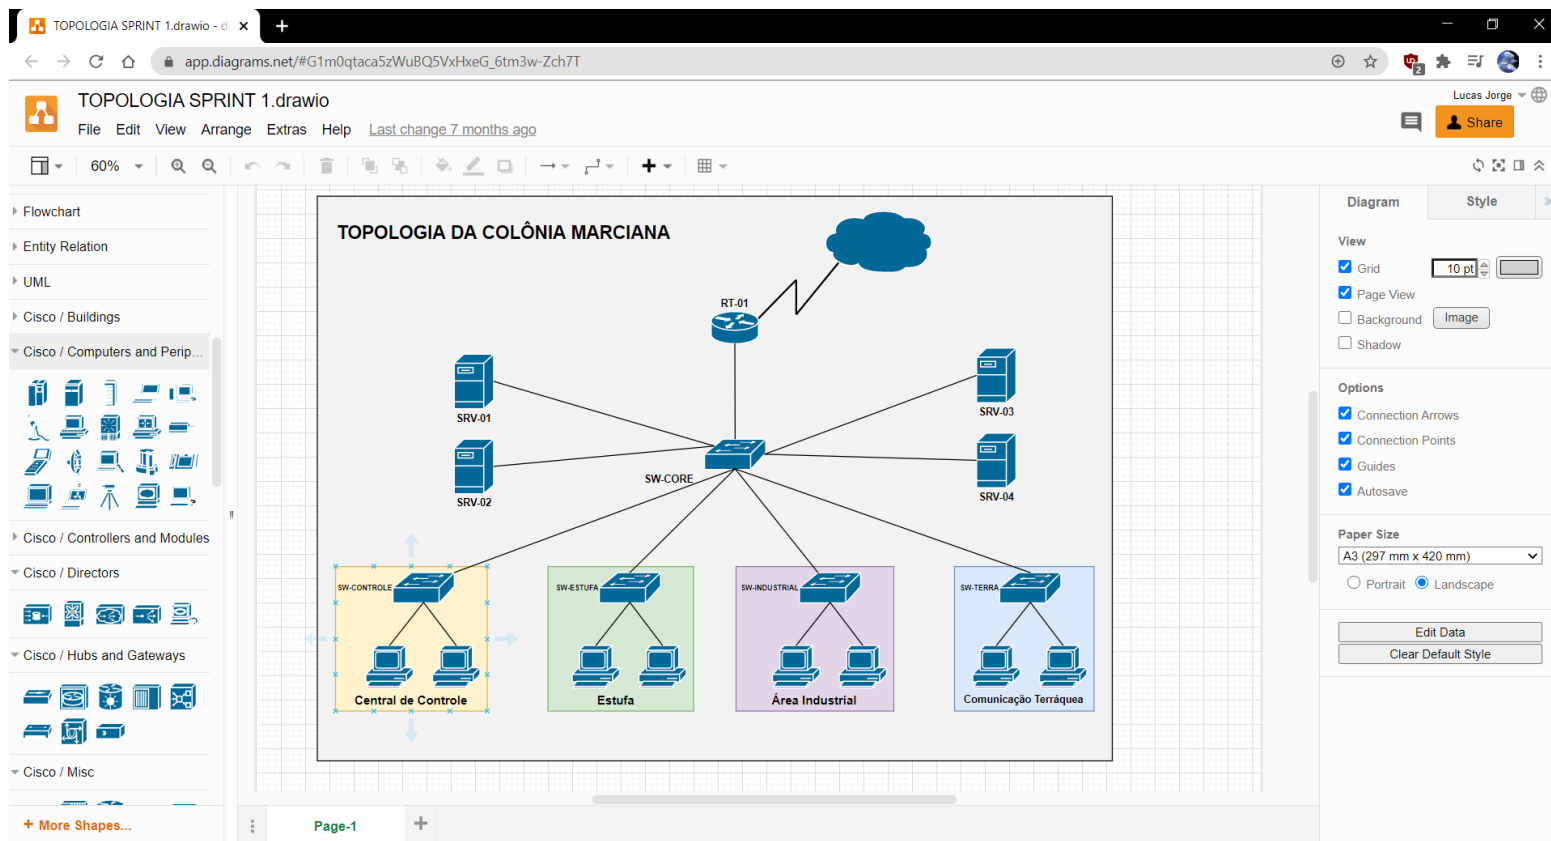 TOPOLOGIA SPRINT 1.drawio - d
app.diagrams.net/#G1m0qtaca5zWuBQ5VxHxeG_6tm3w-Zch7T
2
TOPOLOGIA SPRINT 1.drawio
Lucas Jorge
File Edit View Arrange Extras Help Last change 7 months ago
Share
60%
Flowchart
Entity Relation
UML
Cisco / Buildings
Cisco / Computers and Perip...
Cisco / Controllers and Modules
Cisco / Directors
Cisco / Hubs and Gateways
Cisco / Misc
+ More Shapes...
TOPOLOGIA DA COLÔNIA MARCIANA
RT-01
SRV-01
SRV-03
SRV-02
SW-CORE
SRV-04
SW-CONTROLE
SW-ESTUFA
SW-INDUSTRIAL
SW-TERRA
Central de Controle
Estufa
Área Industrial
Comunicação Terráquea
Page-1
Diagram
Style
View
Grid
10 pt
Page View
Background
Image
Shadow
Options
Connection Arrows
Connection Points
Guides
Autosave
Paper Size
A3 (297 mm x 420 mm)
Portrait
Landscape
Edit Data
Clear Default Style